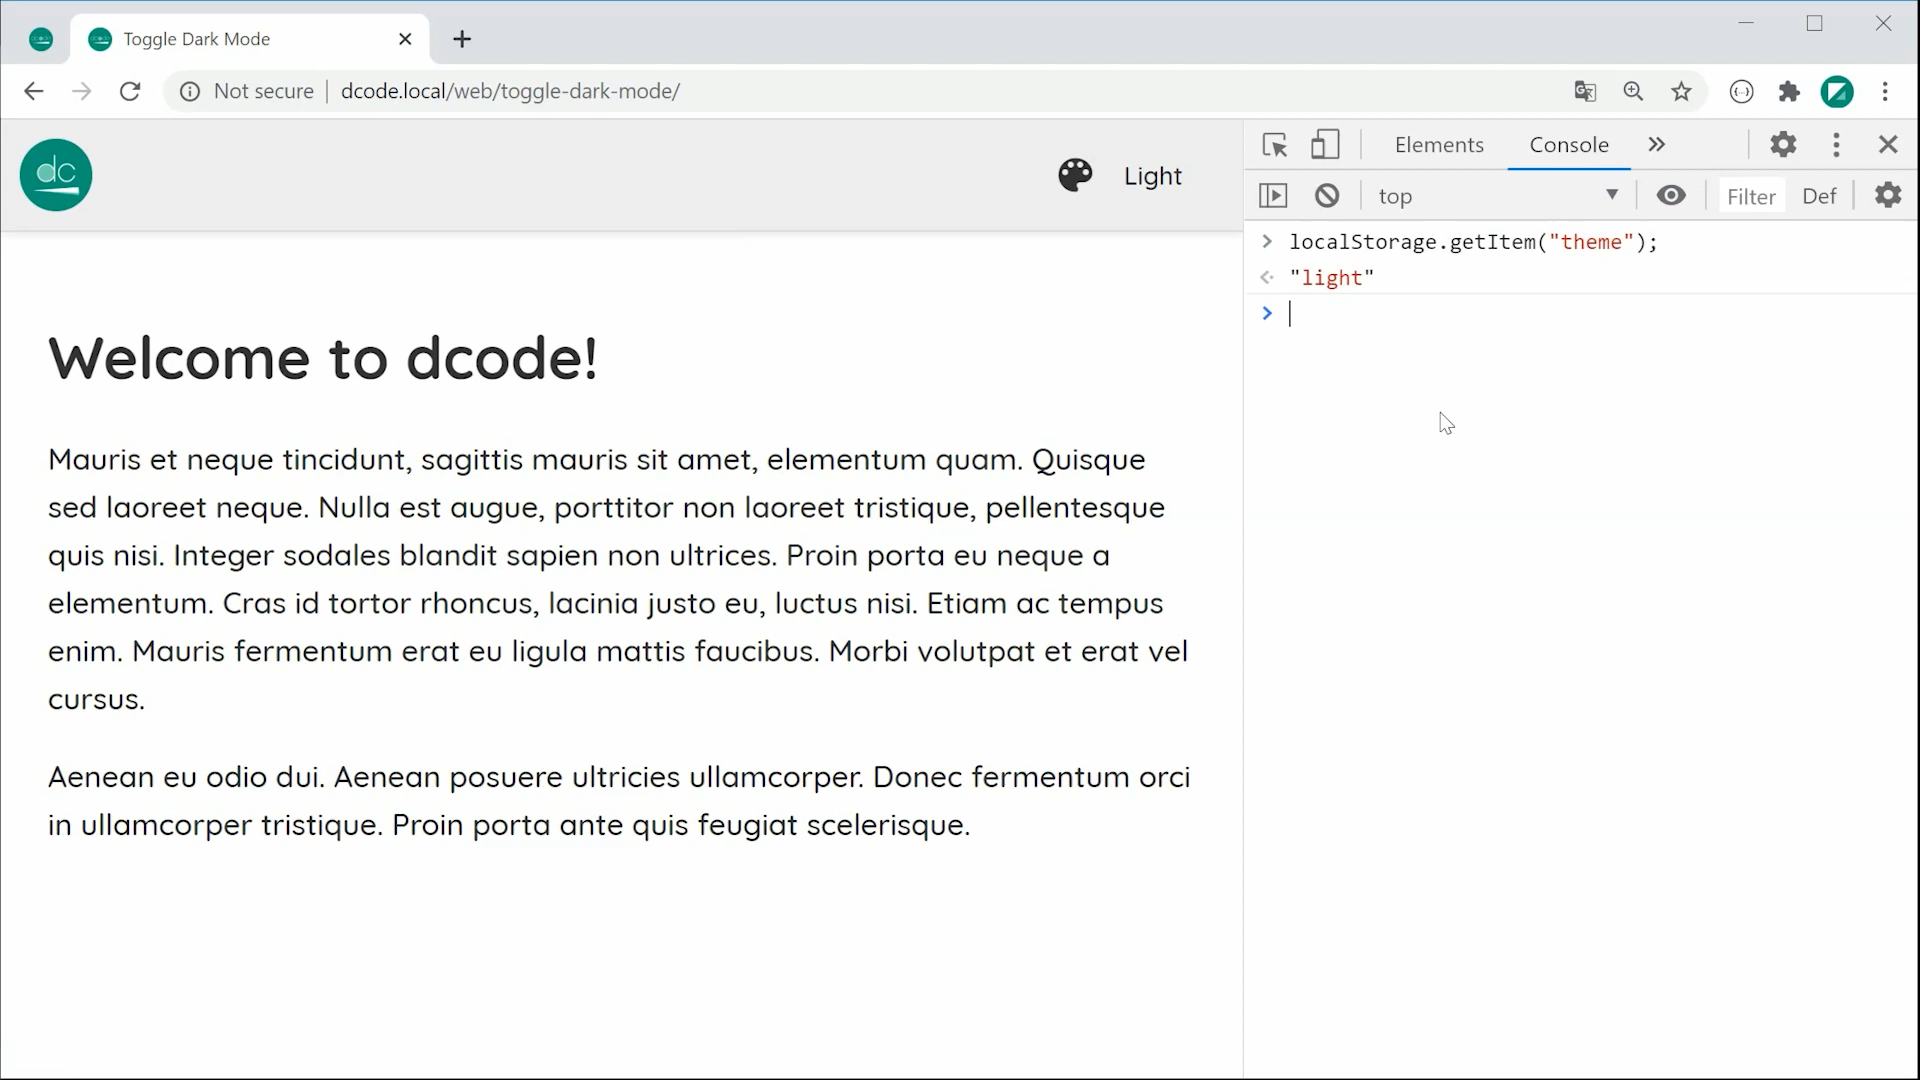 Toggle Dark Mode
Not secure
dcode.local/web/toggle-dark-mode/
dc
Light
Welcome to dcode!
Mauris et neque tincidunt, sagittis mauris sit amet, elementum quam. Quisque
sed laoreet neque. Nulla est augue, porttitor non laoreet tristique, pellentesque
quis nisi. Integer sodales blandit sapien non ultrices. Proin porta eu neque a
elementum. Cras id tortor rhoncus, lacinia justo eu, luctus nisi. Etiam ac tempus
enim. Mauris fermentum erat eu ligula mattis faucibus. Morbi volutpat et erat vel
cursus.
Aenean eu odio dui. Aenean posuere ultricies ullamcorper. Donec fermentum orci
in ullamcorper tristique. Proin porta ante quis feugiat scelerisque.
Elements Console
top Filter Def
localStorage.getItem("theme");
"light"